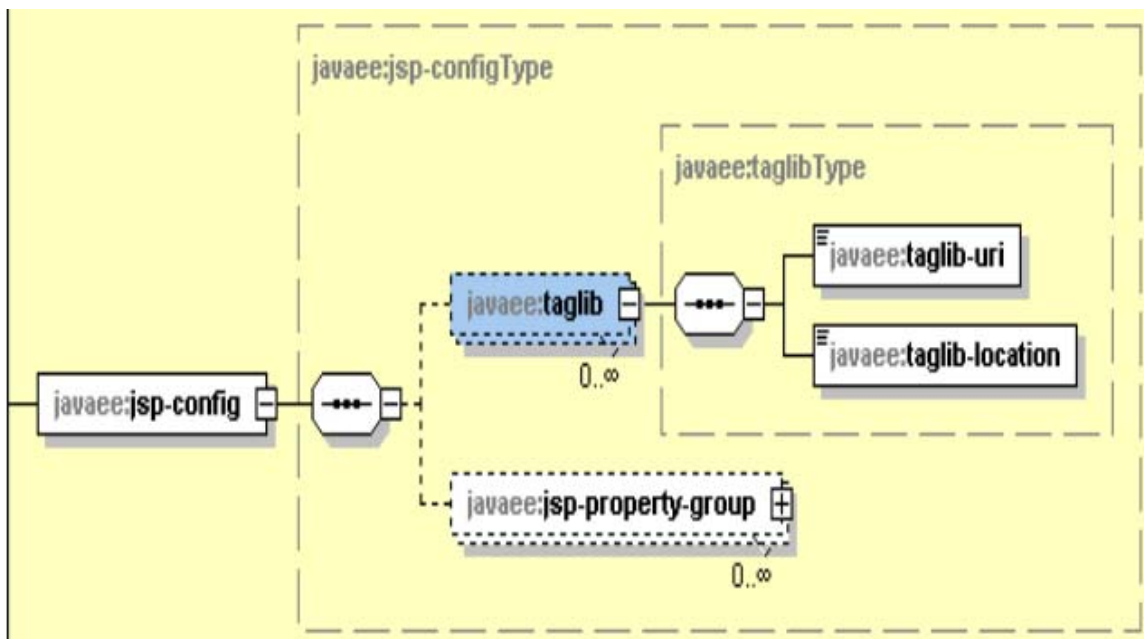 javaee:jsp-configType
javaee:taglibType
javaee:taglib-uri
javaee:taglib
javaee:taglib-location
0..∞
javaee:jsp-config
javaee:jsp-property-group
0..∞